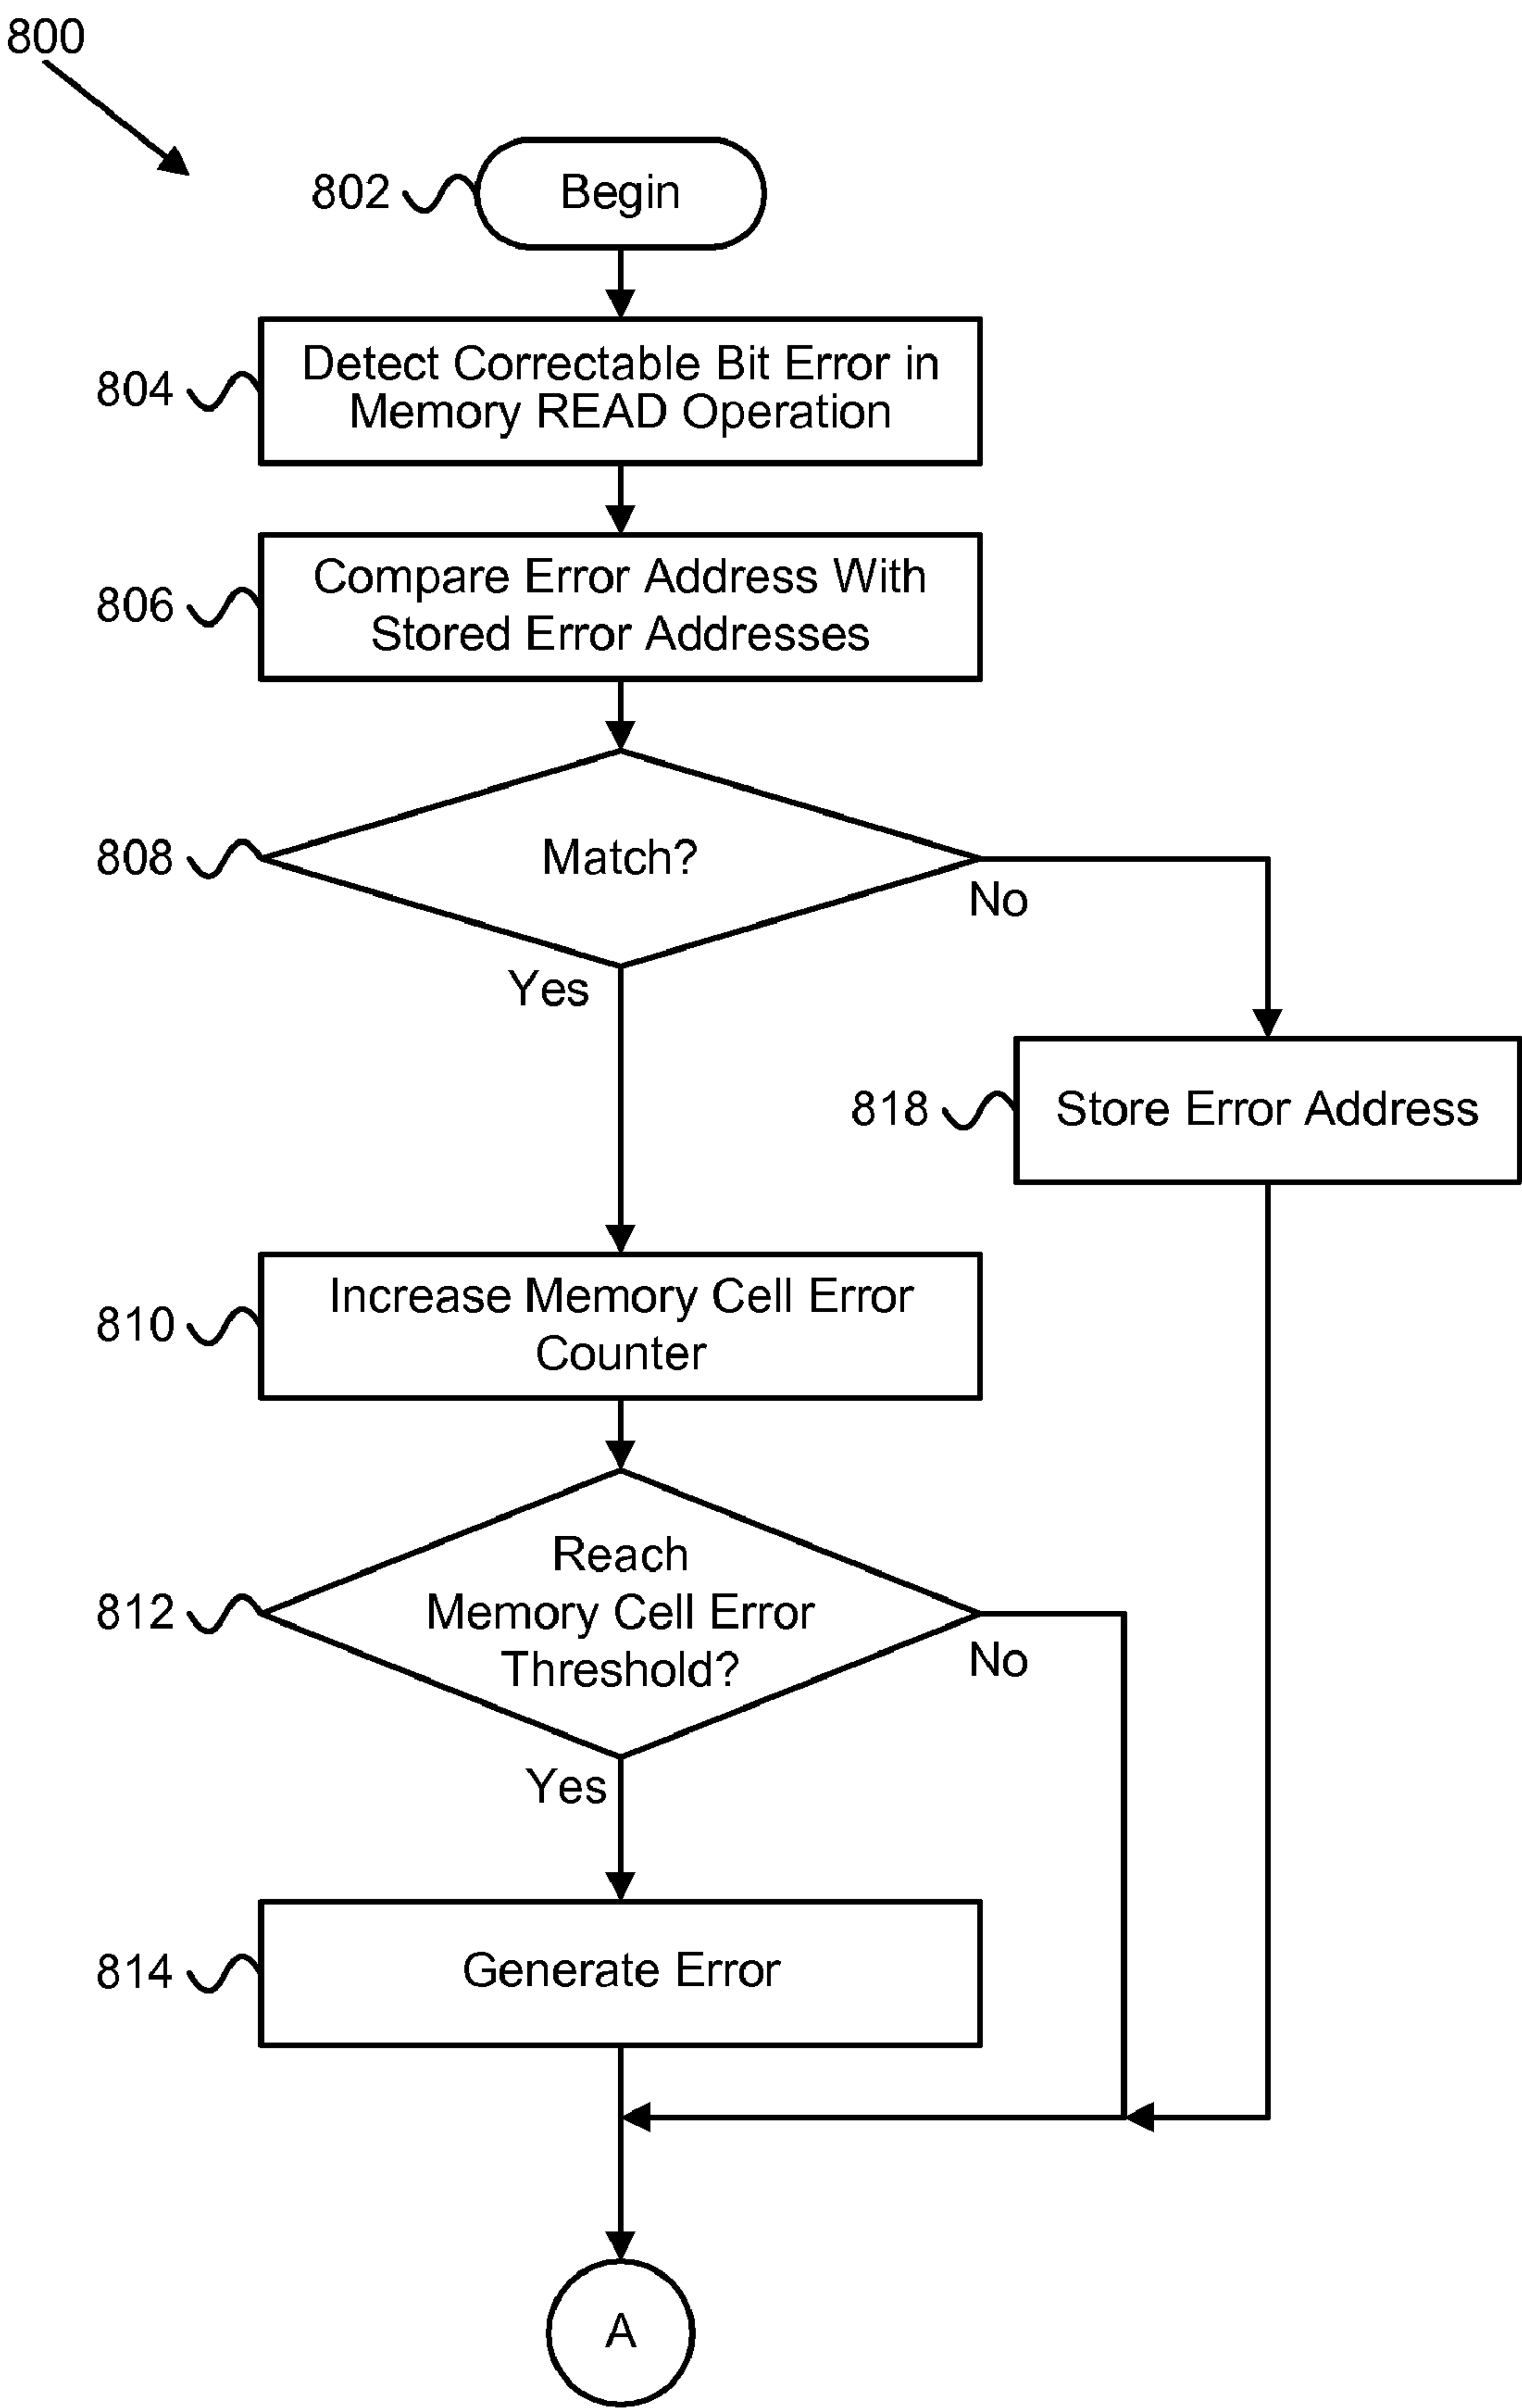 800
802
Begin
804
Detect Correctable Bit Error in
Memory READ Operation
806
Compare Error Address With
Stored Error Addresses
808
Match?
No
Yes
818
Store Error Address
810
Increase Memory Cell Error
Counter
812
Reach
Memory Cell Error
Threshold?
No
Yes
814
Generate Error
A